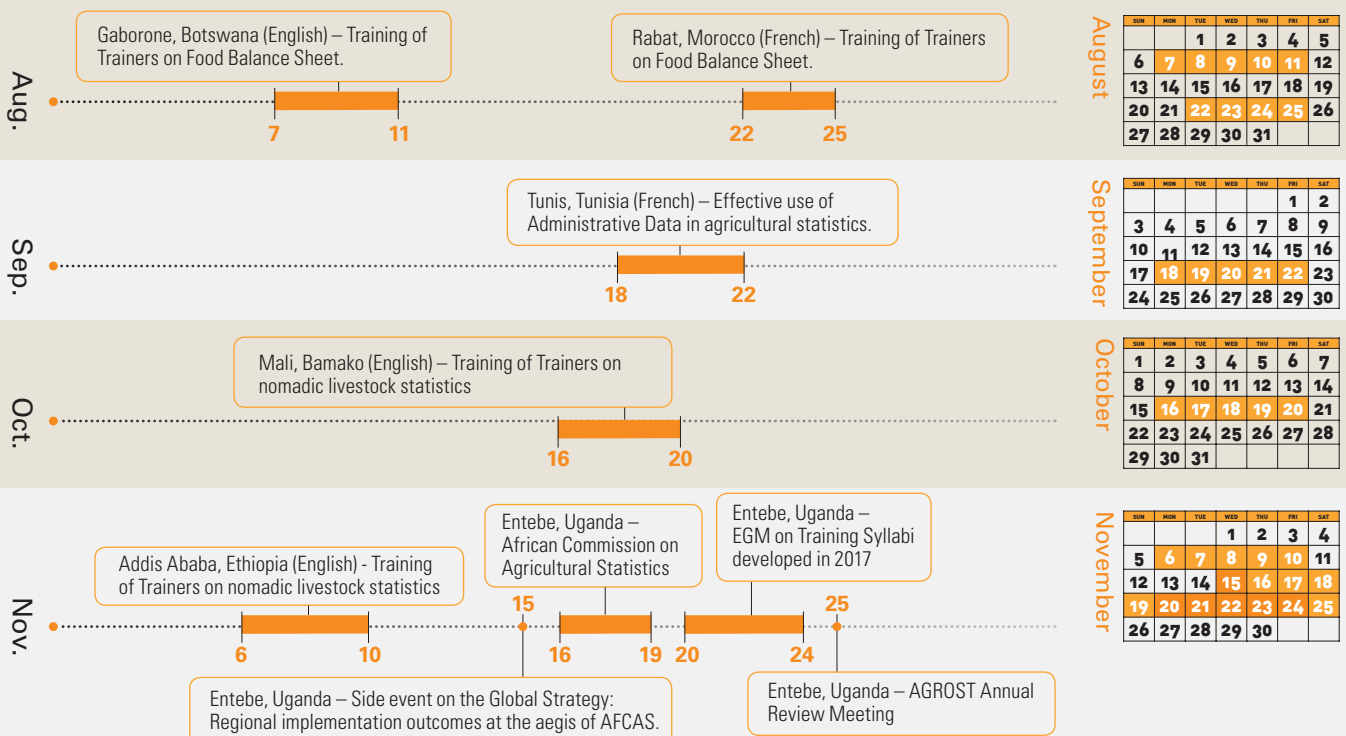 Aug.
Gaborone, Botswana (English) – Training of
Trainers on Food Balance Sheet.
7 11
Rabat, Morocco (French) – Training of Trainers
on Food Balance Sheet.
22 25
August
SUN MON TUE WED THU FRI SAT
1 2 3 4 5
6 7 8 9 10 11 12
13 14 15 16 17 18 19
20 21 22 23 24 25 26
27 28 29 30 31
Sep.
Tunis, Tunisia (French) – Effective use of
Administrative Data in agricultural statistics.
18 22
September
SUN MON TUE WED THU FRI SAT
1 2
3 4 5 6 7 8 9
10 11 12 13 14 15 16
17 18 19 20 21 22 23
24 25 26 27 28 29 30
Oct.
Mali, Bamako (English) – Training of Trainers on
nomadic livestock statistics
16 20
October
SUN MON TUE WED THU FRI SAT
1 2 3 4 5 6 7
8 9 10 11 12 13 14
15 16 17 18 19 20 21
22 23 24 25 26 27 28
29 30 31
Nov.
Addis Ababa, Ethiopia (English) - Training
of Trainers on nomadic livestock statistics
6 10
15
Entebe, Uganda – Side event on the Global Strategy:
Regional implementation outcomes at the aegis of AFCAS.
Entebe, Uganda –
African Commission on
Agricultural Statistics
16 19
Entebe, Uganda –
EGM on Training Syllabi
developed in 2017
20 24
25
Entebe, Uganda – AGROST Annual
Review Meeting
November
SUN MON TUE WED THU FRI SAT
1 2 3 4
5 6 7 8 9 10 11
12 13 14 15 16 17 18
19 20 21 22 23 24 25
26 27 28 29 30